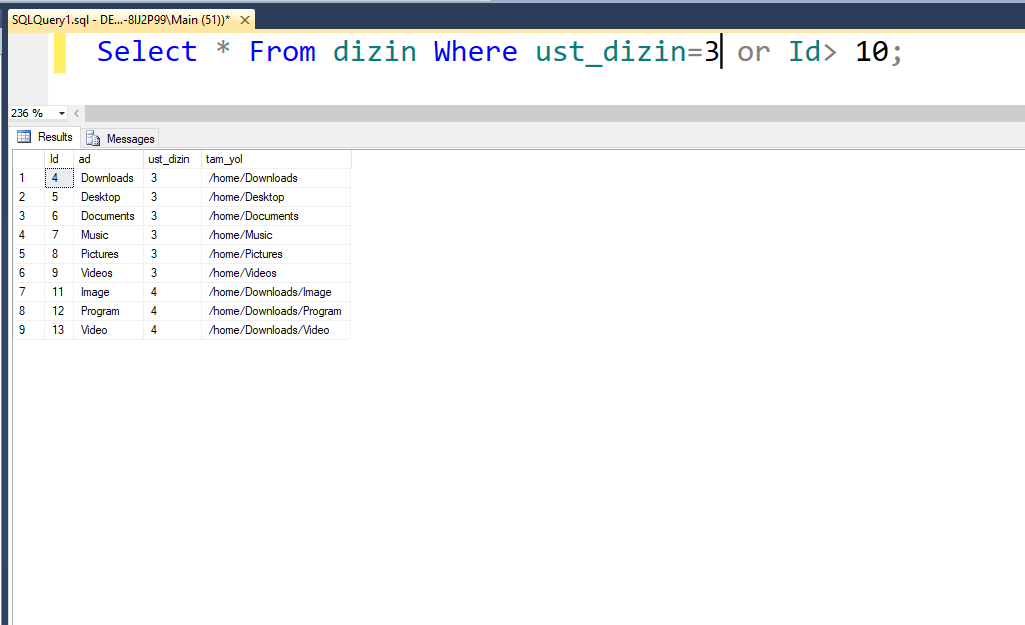 SQLQuery1.sql - DE...-8IJ2P99\Main (51))*
Select * From dizin Where ust_dizin=3 or Id> 10;
236 %
Results Messages
Id ad ust_dizin tam_yol
1 4 Downloads 3 /home/Downloads
2 5 Desktop 3 /home/Desktop
3 6 Documents 3 /home/Documents
4 7 Music 3 /home/Music
5 8 Pictures 3 /home/Pictures
6 9 Videos 3 /home/Videos
7 11 Image 4 /home/Downloads/Image
8 12 Program 4 /home/Downloads/Program
9 13 Video 4 /home/Downloads/Video